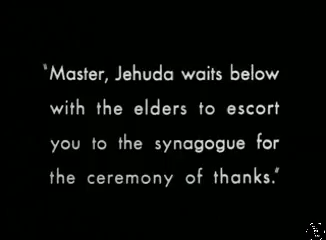 "Master, Jehuda waits below
with the elders to escort
you to the synagogue for
the ceremony of thanks."